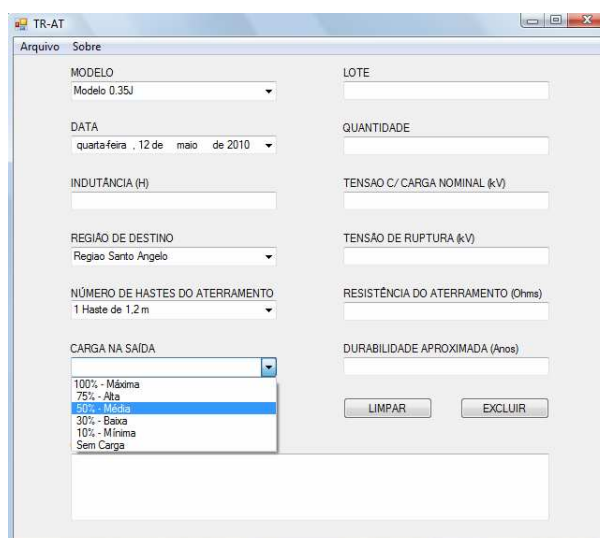 TR-AT
Arquivo Sobre
MODELO
Modelo 0.35J
DATA
quarta-feira , 12 de maio de 2010
INDUTÂNCIA (H)
REGIÃO DE DESTINO
Regiao Santo Angelo
NÚMERO DE HASTES DO ATERRAMENTO
1 Haste de 1,2 m
CARGA NA SAÍDA
100% - Máxima
75% - Alta
50% - Média
30% - Baixa
10% - Mínima
Sem Carga
LOTE
QUANTIDADE
TENSAO C/ CARGA NOMINAL (kV)
TENSÃO DE RUPTURA (kV)
RESISTÊNCIA DO ATERRAMENTO (Ohms)
DURABILIDADE APROXIMADA (Anos)
LIMPAR EXCLUIR